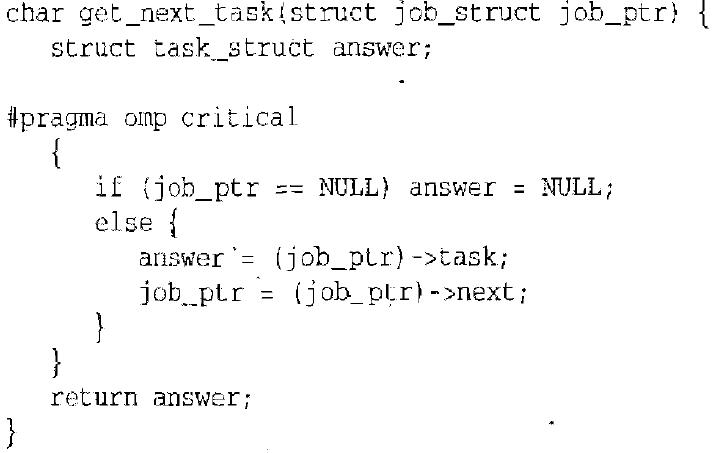 char get_next_task(struct job_struct job_ptr) {
   struct task_struct answer;

#pragma omp critical
   {
      if (job_ptr == NULL) answer = NULL;
      else {
         answer = (job_ptr)->task;
         job_ptr = (job_ptr)->next;
      }
   }
   return answer;
}